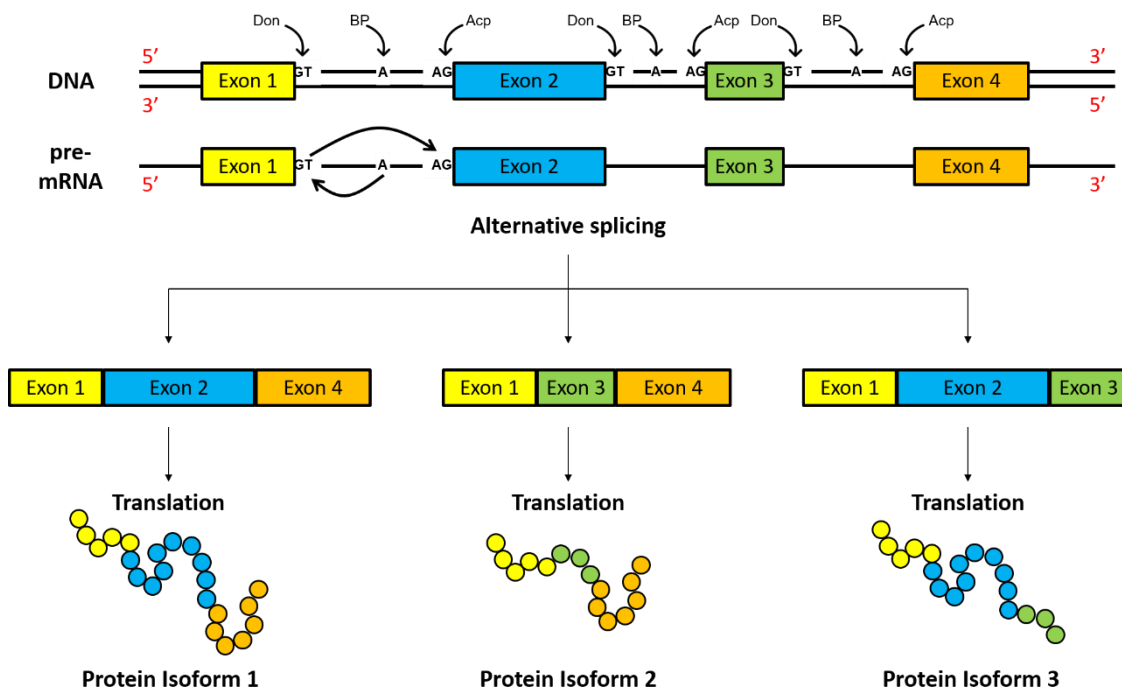 Don BP Acp Don BP Acp Don BP Acp
5’ 3’
DNA Exon 1 GT A AG Exon 2 GT A AG Exon 3 GT A AG Exon 4
3’ 5’
pre-
mRNA
Exon 1 GT A AG Exon 2 Exon 3 Exon 4
5’ 3’
Alternative splicing
Exon 1 Exon 2 Exon 4 Exon 1 Exon 3 Exon 4 Exon 1 Exon 2 Exon 3
Translation Translation Translation
Protein Isoform 1 Protein Isoform 2 Protein Isoform 3